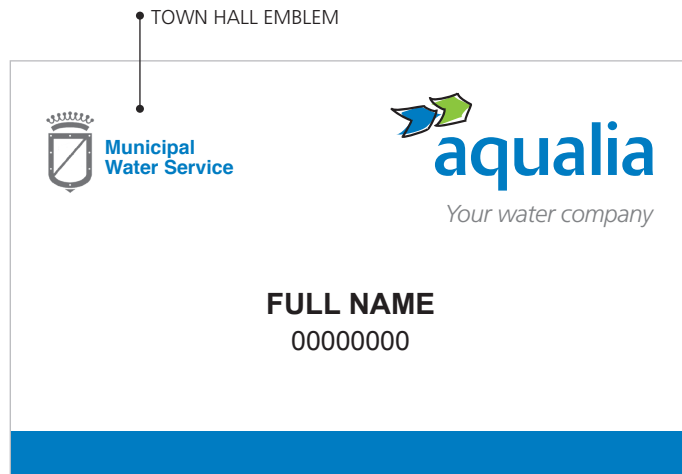 TOWN HALL EMBLEM
Municipal
Water Service
aqualia
Your water company
FULL NAME
00000000